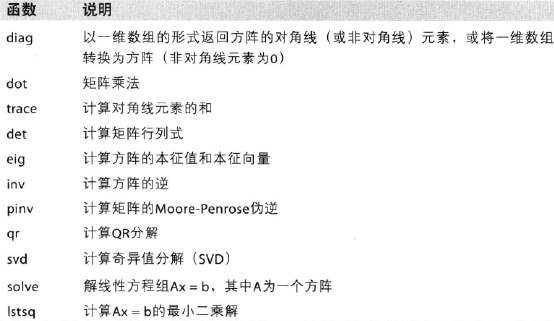 函数 说明
diag 以一维数组的形式返回方阵的对角线（或非对角线）元素，或将一维数组
转换为方阵（非对角线元素为0）
dot 矩阵乘法
trace 计算对角线元素的和
det 计算矩阵行列式
eig 计算方阵的本征值和本征向量
inv 计算方阵的逆
pinv 计算矩阵的Moore-Penrose伪逆
qr 计算QR分解
svd 计算奇异值分解（SVD）
solve 解线性方程组Ax = b，其中A为一个方阵
lstsq 计算Ax = b的最小二乘解